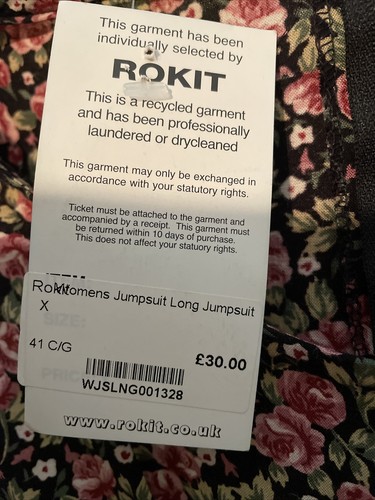 This garment has been
individually selected by
ROKIT
This is a recycled garment
and has been professionally
laundered or drycleaned
This garment may only be exchanged in
accordance with your statutory rights.
Ticket must be attached to the garment and
accompanied by a receipt. This garment must
be returned within 10 days of purchase.
This does not affect your statuory rights.
Womens Jumpsuit Long Jumpsuit
X
SIZE:
41 C/G
£30.00
PRICE
WJSLNG001328
www.rokit.co.uk